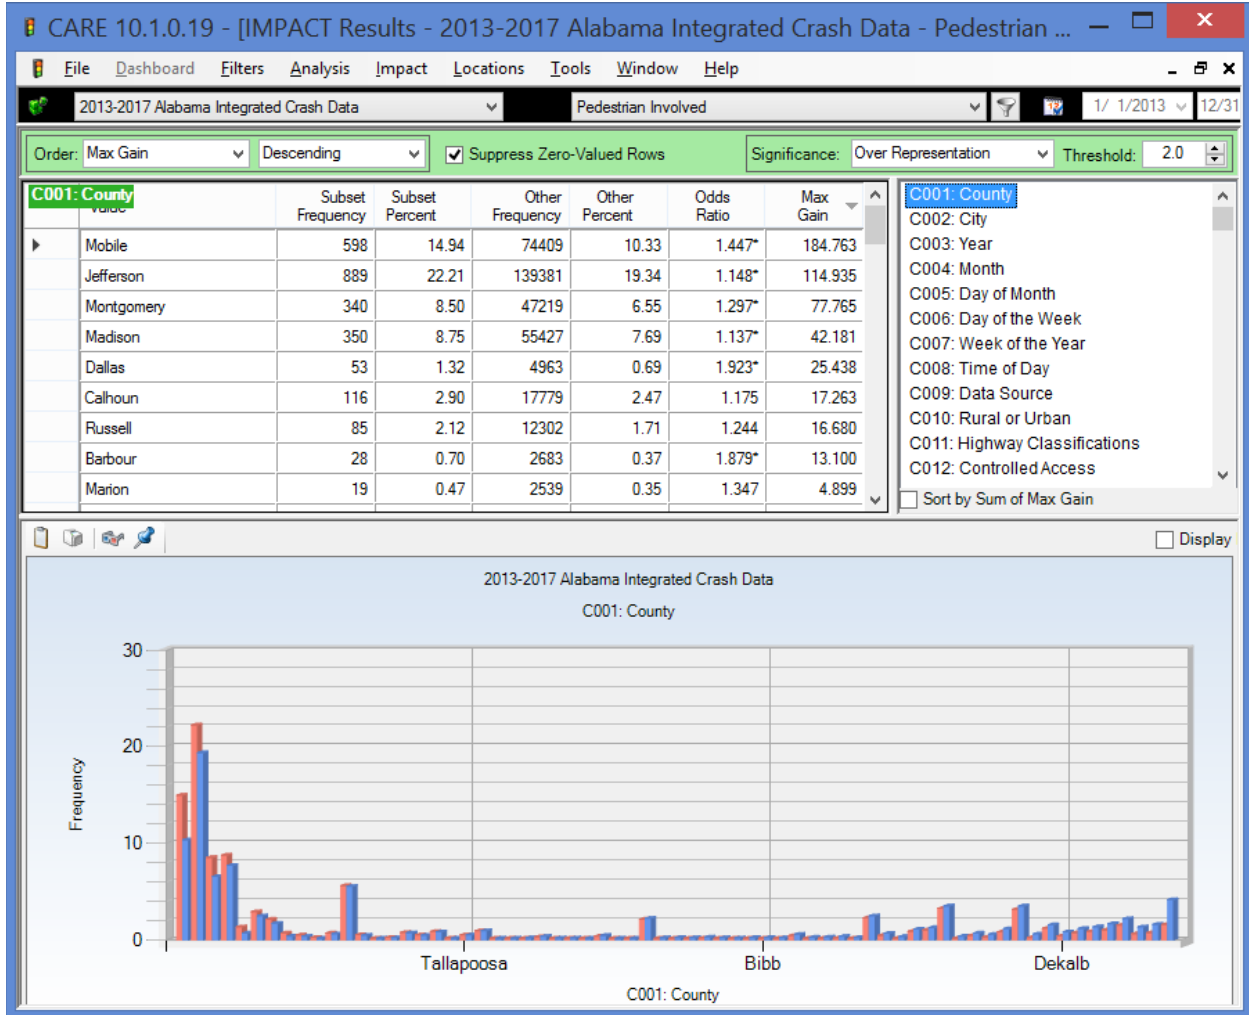 CARE 10.1.0.19 - [IMPACT Results - 2013-2017 Alabama Integrated Crash Data - Pedestrian ...
File Dashboard Filters Analysis Impact Locations Tools Window Help
2013-2017 Alabama Integrated Crash Data Pedestrian Involved 1/ 1/2013 12/31
Order: Max Gain Descending Suppress Zero-Valued Rows Significance: Over Representation Threshold: 2.0
C001: County
Subset Frequency Subset Percent Other Frequency Other Percent Odds Ratio Max Gain
Mobile 598 14.94 74409 10.33 1.447* 184.763
Jefferson 889 22.21 139381 19.34 1.148* 114.935
Montgomery 340 8.50 47219 6.55 1.297* 77.765
Madison 350 8.75 55427 7.69 1.137* 42.181
Dallas 53 1.32 4963 0.69 1.923* 25.438
Calhoun 116 2.90 17779 2.47 1.175 17.263
Russell 85 2.12 12302 1.71 1.244 16.680
Barbour 28 0.70 2683 0.37 1.879* 13.100
Marion 19 0.47 2539 0.35 1.347 4.899
C001: County
C002: City
C003: Year
C004: Month
C005: Day of Month
C006: Day of the Week
C007: Week of the Year
C008: Time of Day
C009: Data Source
C010: Rural or Urban
C011: Highway Classifications
C012: Controlled Access
Sort by Sum of Max Gain
Display
2013-2017 Alabama Integrated Crash Data
C001: County
30
20
10
0
Frequency
Tallapoosa Bibb Dekalb
C001: County